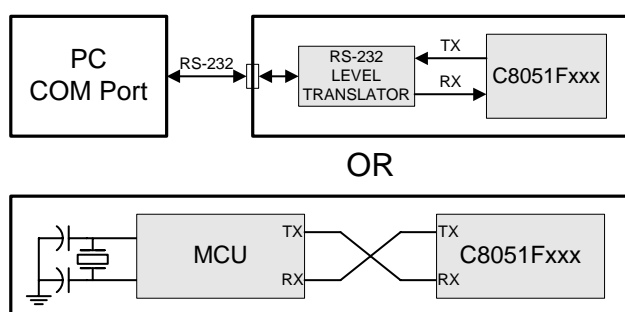 PC
COM Port
RS-232
RS-232
LEVEL
TRANSLATOR
TX
RX
C8051Fxxx
OR
MCU
TX
RX
TX
RX
C8051Fxxx